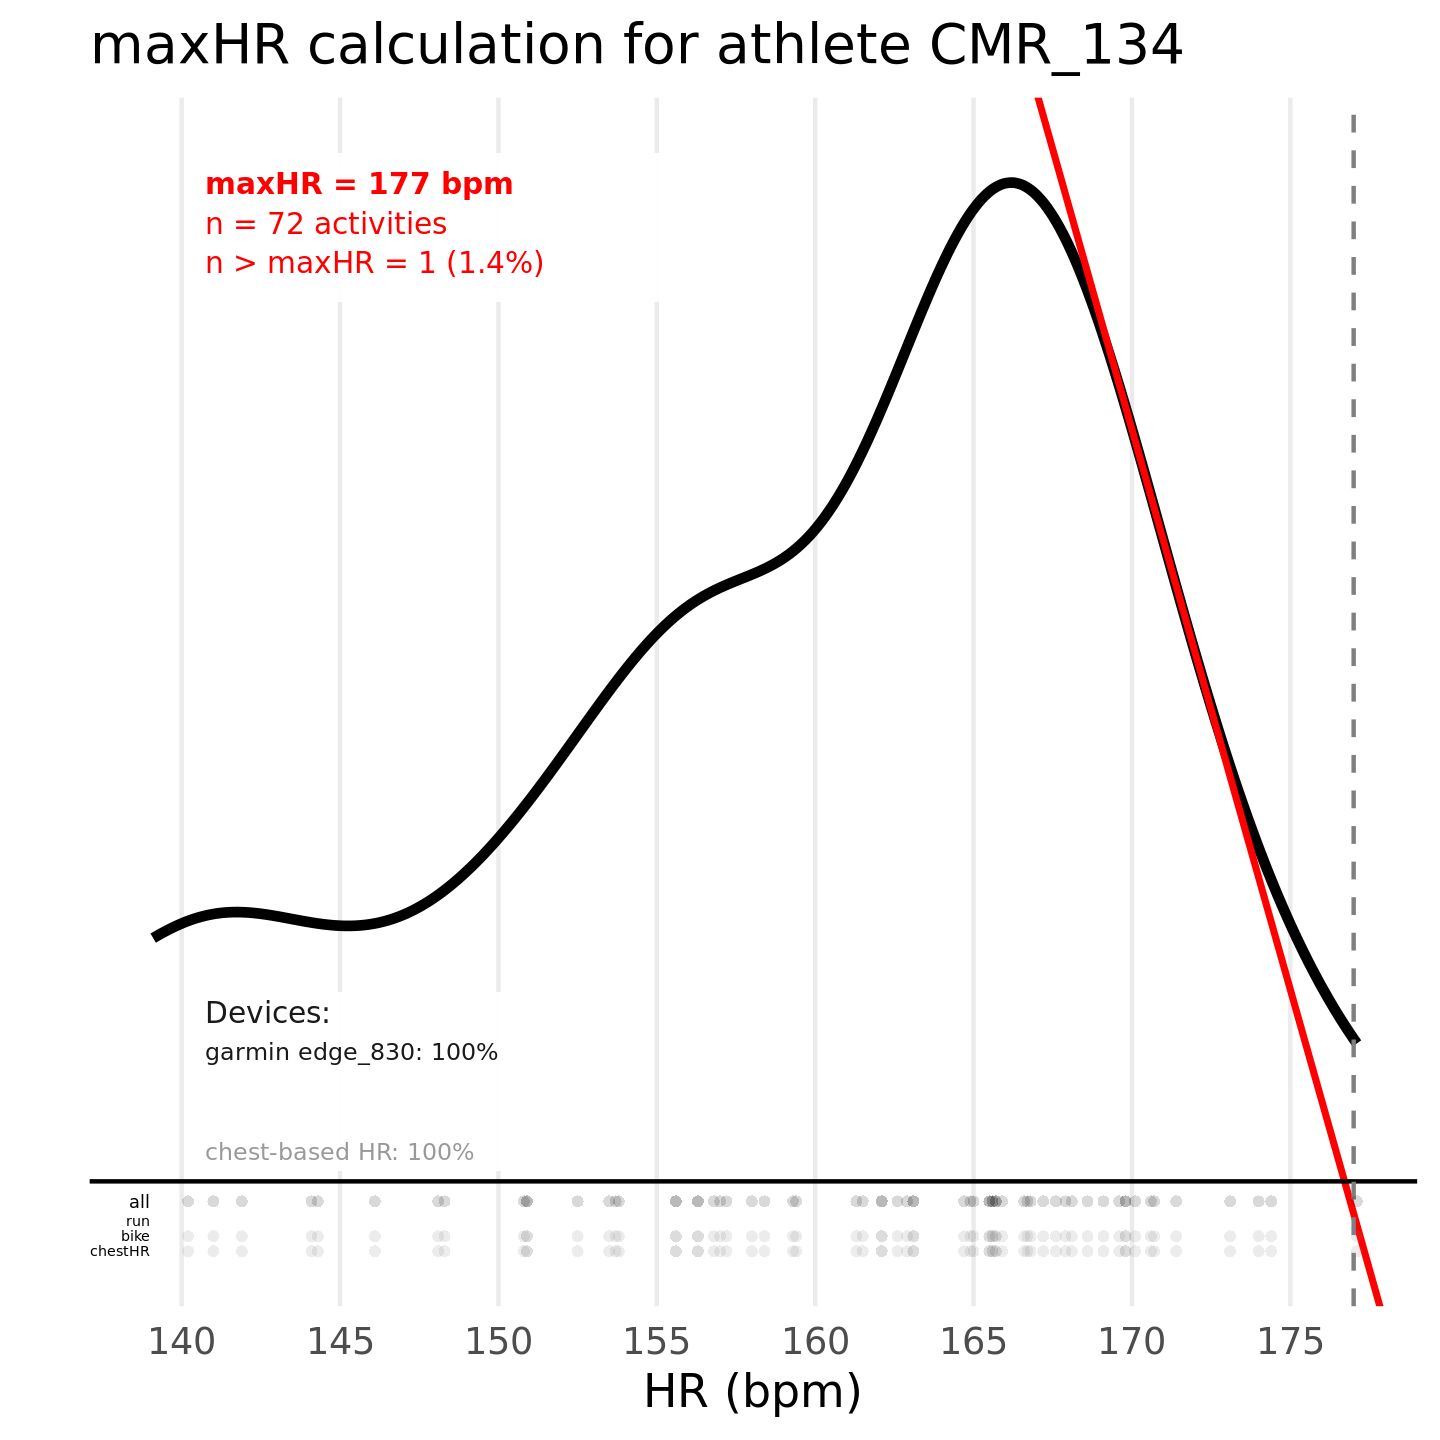 maxHR calculation for athlete CMR_134
maxHR = 177 bpm
n = 72 activities
n > maxHR = 1 (1.4%)
Devices:
garmin edge_830: 100%
chest-based HR: 100%
all
run
bike
chestHR
140 145 150 155 160 165 170 175
HR (bpm)